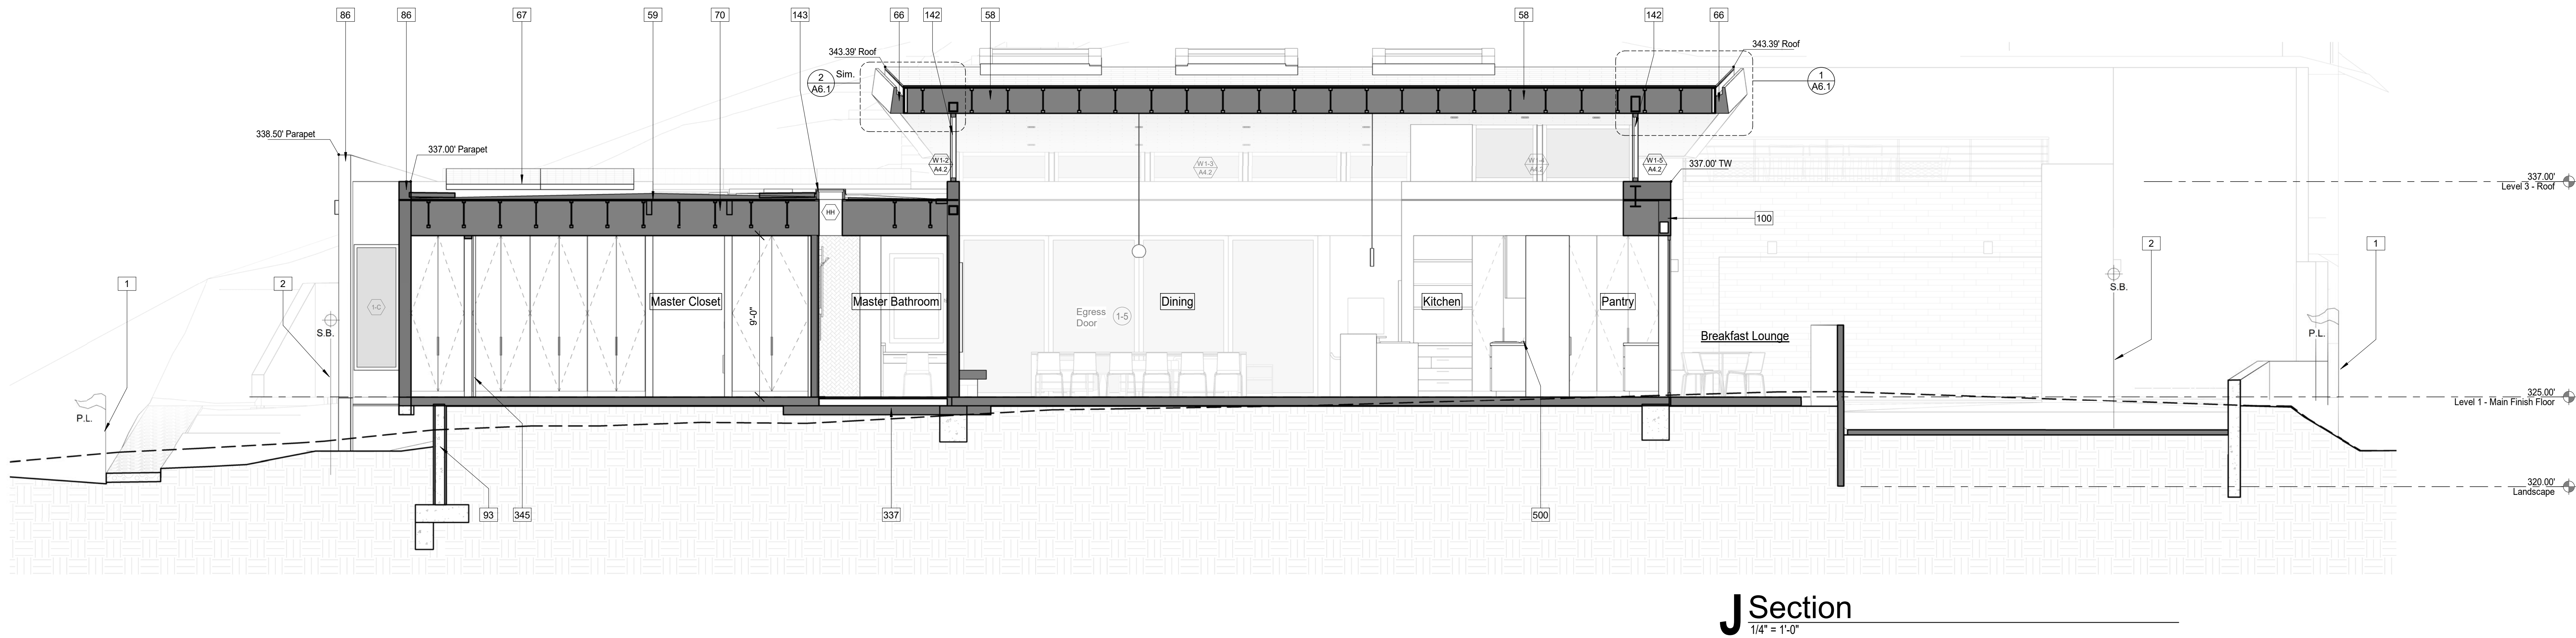 86
86
67
59
70
143
66
142
58
58
142
66
343.39' Roof
343.39' Roof
2
A6.1
Sim.
1
A6.1
338.50' Parapet
337.00' Parapet
W1-2
A4.2
W1-3
A4.2
W1-4
A4.2
W1-5
A4.2
337.00' TW
337.00'
Level 3 - Roof
HH
100
1
2
2
1
S.B.
S.B.
1-C
Master Closet
9'-0"
Master Bathroom
Dining
Kitchen
Pantry
Egress
Door
1-5
Breakfast Lounge
P.L.
P.L.
325.00'
Level 1 - Main Finish Floor
320.00'
Landscape
93
345
337
500
J Section
1/4" = 1'-0"